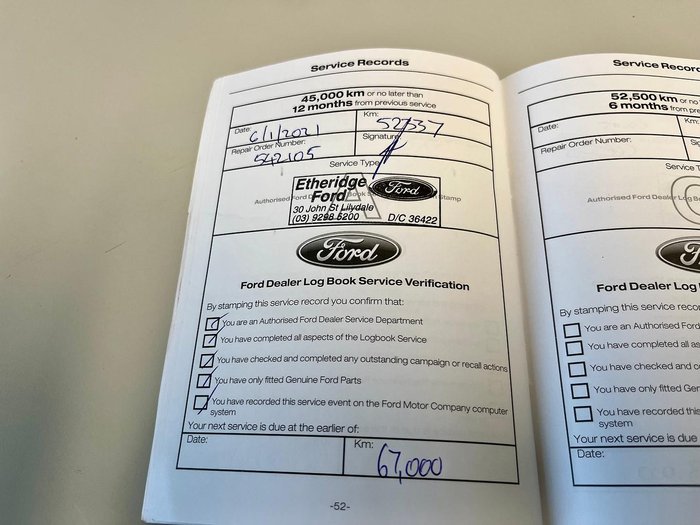 Service Records
45,000 km or no later than
12 months from previous service
Date: 6/1/2021
Km: 52337
Repair Order Number: 542105
Signature:
Service Type
Authorised Ford Stamp
Etheridge
Ford
30 John St Lilydale
(03) 9298 5200 D/C 36422
Ford
Ford
Ford Dealer Log Book Service Verification
By stamping this service record you confirm that:
You are an Authorised Ford Dealer Service Department
You have completed all aspects of the Logbook Service
You have checked and completed any outstanding campaign or recall actions
You have only fitted Genuine Ford Parts
You have recorded this service event on the Ford Motor Company computer
system
Your next service is due at the earlier of:
Date:
Km: 67,000
-52-
Service Recor
52,500 km or no
6 months from pre
Date:
Repair Order Number:
Service T
Authorised Ford Dealer Log
F
Ford Dealer Log
By stamping this service recor
You are an Authorised Ford
You have completed all as
You have checked and co
You have only fitted Genui
You have recorded this
system
Your next service is due
Date: